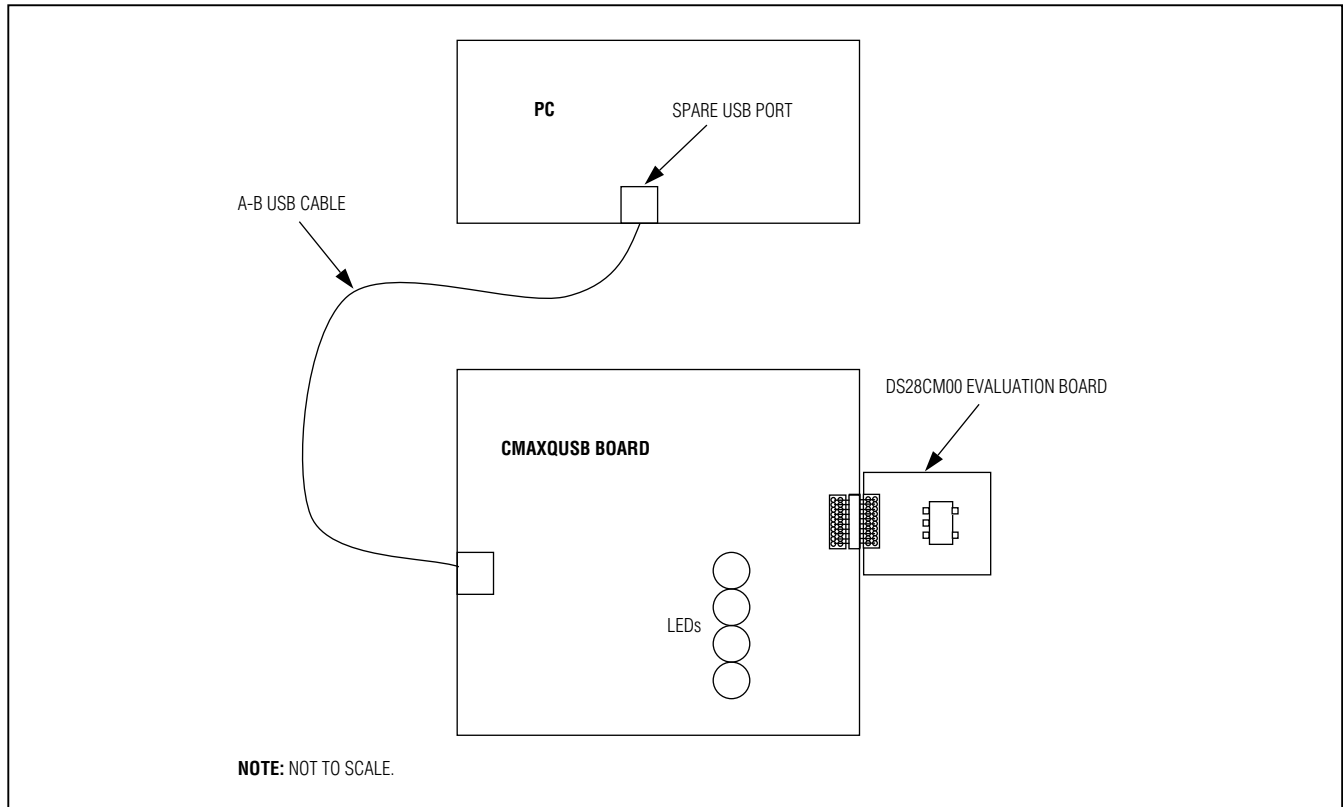 PC
SPARE USB PORT
A-B USB CABLE
DS28CM00 EVALUATION BOARD
CMAXQUSB BOARD
LEDs
NOTE: NOT TO SCALE.